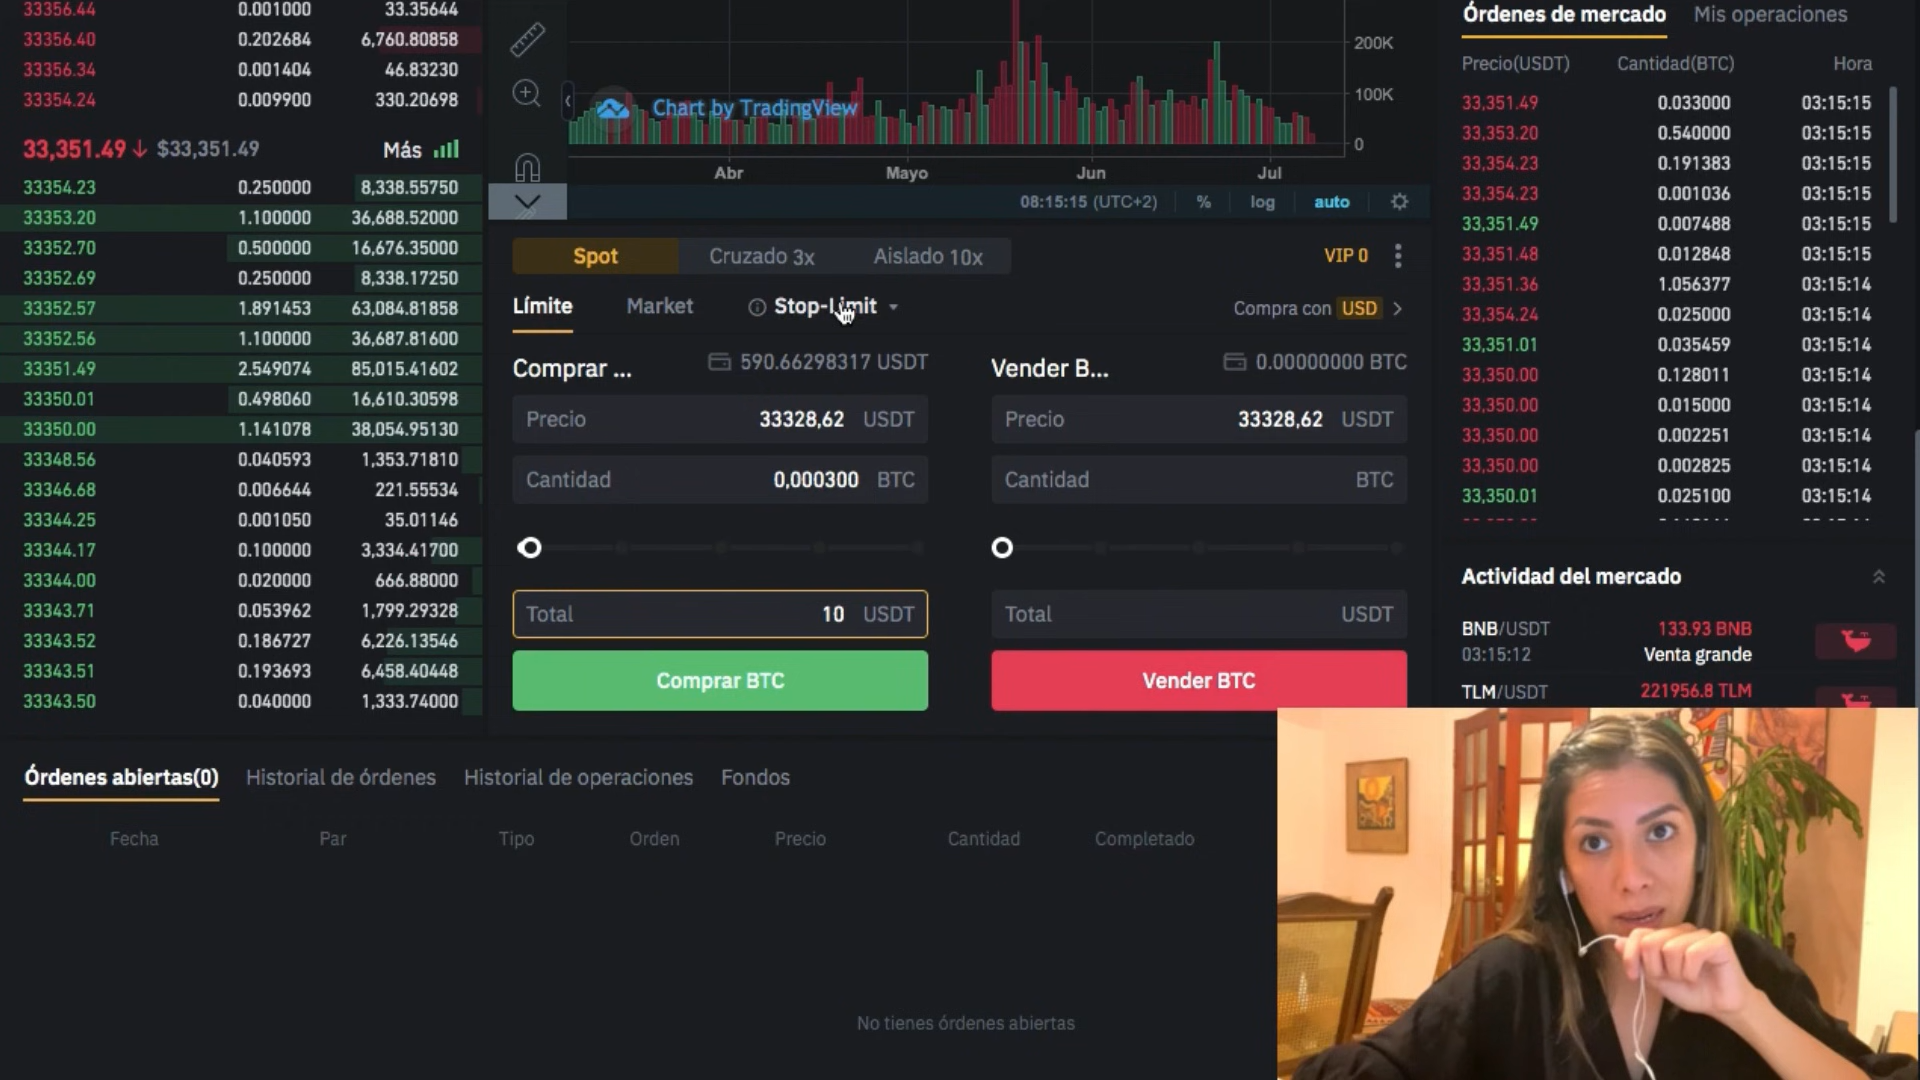 33356.44 0.001000 33.35644
33356.40 0.202684 6,760.80858
33356.34 0.001404 46.83230
33354.24 0.009900 330.20698
33,351.49 ↓ $33,351.49 Más
33354.23 0.250000 8,338.55750
33353.20 1.100000 36,688.52000
33352.70 0.500000 16,676.35000
33352.69 0.250000 8,338.17250
33352.57 1.891453 63,084.81858
33352.56 1.100000 36,687.81600
33351.49 2.549074 85,015.41602
33350.01 0.498060 16,610.30598
33350.00 1.141078 38,054.95130
33348.56 0.040593 1,353.71810
33346.68 0.006644 221.55534
33344.25 0.001050 35.01146
33344.17 0.100000 3,334.41700
33344.00 0.020000 666.88000
33343.71 0.053962 1,799.29328
33343.52 0.186727 6,226.13546
33343.51 0.193693 6,458.40448
33343.50 0.040000 1,333.74000
200K
100K
0
Chart by TradingView
Abr Mayo Jun Jul
08:15:15 (UTC+2) % log auto
Spot Cruzado 3x Aislado 10x VIP 0
Límite Market Stop-Limit Compra con USD
Comprar ... 590.66298317 USDT
Precio 33328,62 USDT
Cantidad 0,000300 BTC
Total 10 USDT
Comprar BTC
Vender B... 0.00000000 BTC
Precio 33328,62 USDT
Cantidad BTC
Total USDT
Vender BTC
Órdenes de mercado Mis operaciones
Precio(USDT) Cantidad(BTC) Hora
33,351.49 0.033000 03:15:15
33,353.20 0.540000 03:15:15
33,354.23 0.191383 03:15:15
33,354.23 0.001036 03:15:15
33,351.49 0.007488 03:15:15
33,351.48 0.012848 03:15:15
33,351.36 1.056377 03:15:14
33,354.24 0.025000 03:15:14
33,351.01 0.035459 03:15:14
33,350.00 0.128011 03:15:14
33,350.00 0.015000 03:15:14
33,350.00 0.002251 03:15:14
33,350.00 0.002825 03:15:14
33,350.01 0.025100 03:15:14
Actividad del mercado
BNB/USDT 133.93 BNB
03:15:12 Venta grande
TLM/USDT 221956.8 TLM
Órdenes abiertas(0) Historial de órdenes Historial de operaciones Fondos
Fecha Par Tipo Orden Precio Cantidad Completado
No tienes órdenes abiertas